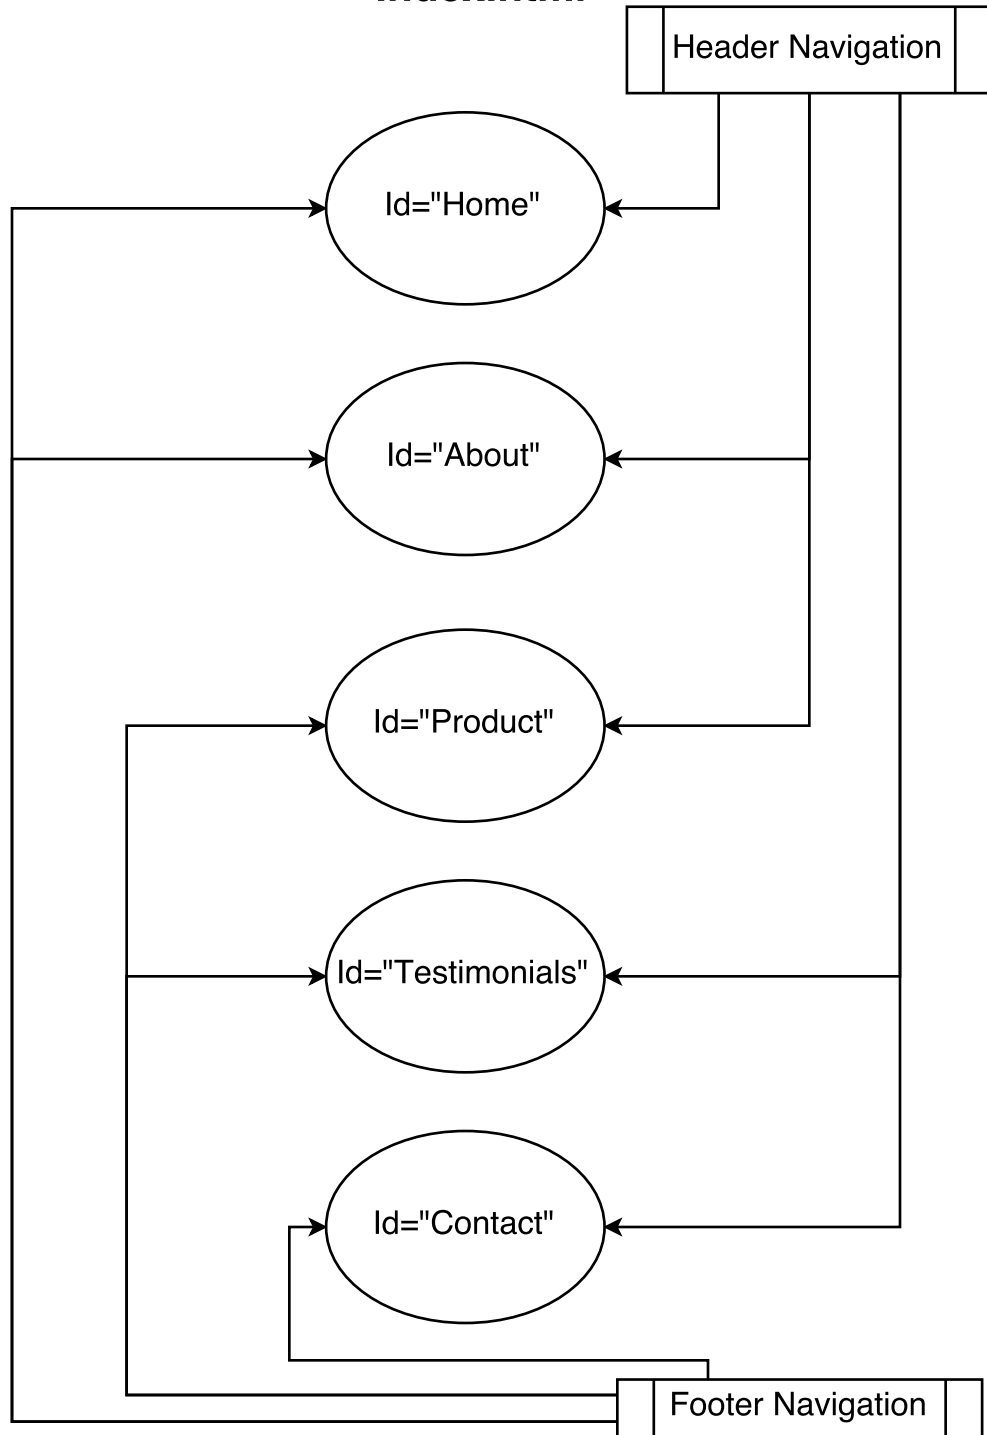 Header Navigation
Id="Home"
Id="About"
Id="Product"
Id="Testimonials"
Id="Contact"
Footer Navigation